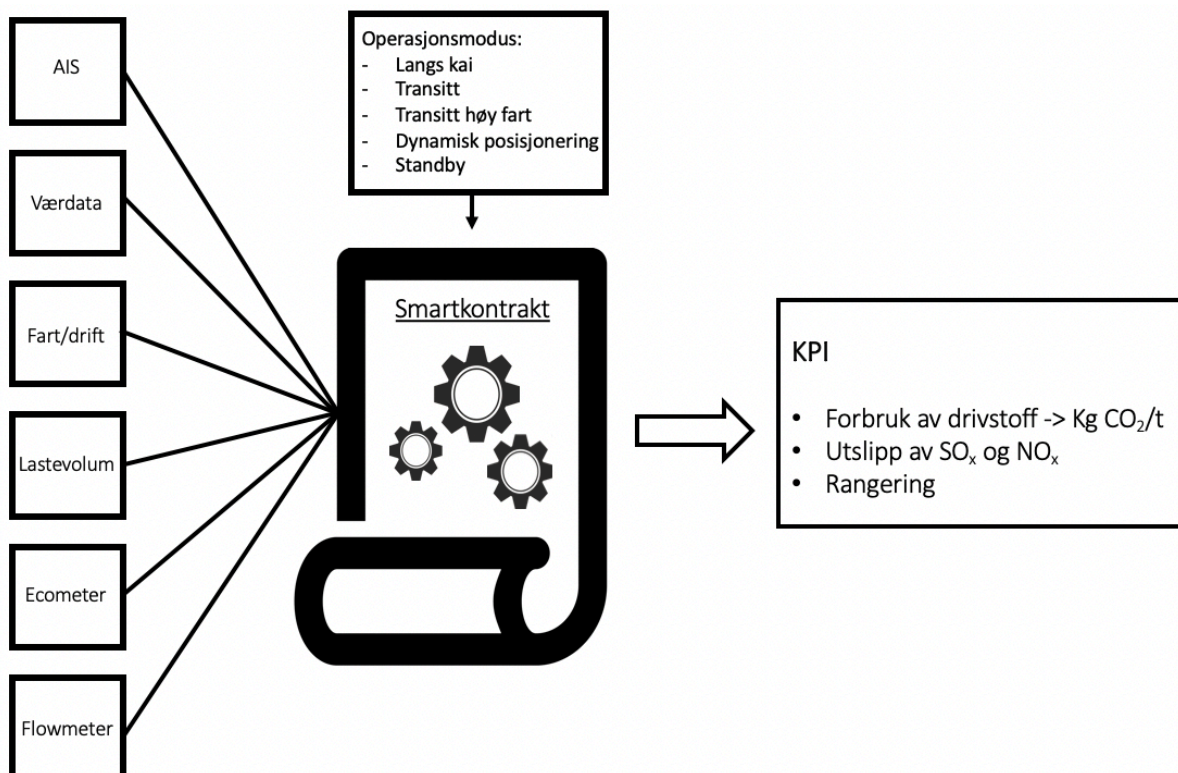 AIS
Værdata
Fart/drift
Lastevolum
Ecometer
Flowmeter
Operasjonsmodus:
- Langs kai
- Transitt
- Transitt høy fart
- Dynamisk posisjonering
- Standby
Smartkontrakt
KPI
• Forbruk av drivstoff -> Kg CO₂/t
• Utslipp av SOₓ og NOₓ
• Rangering